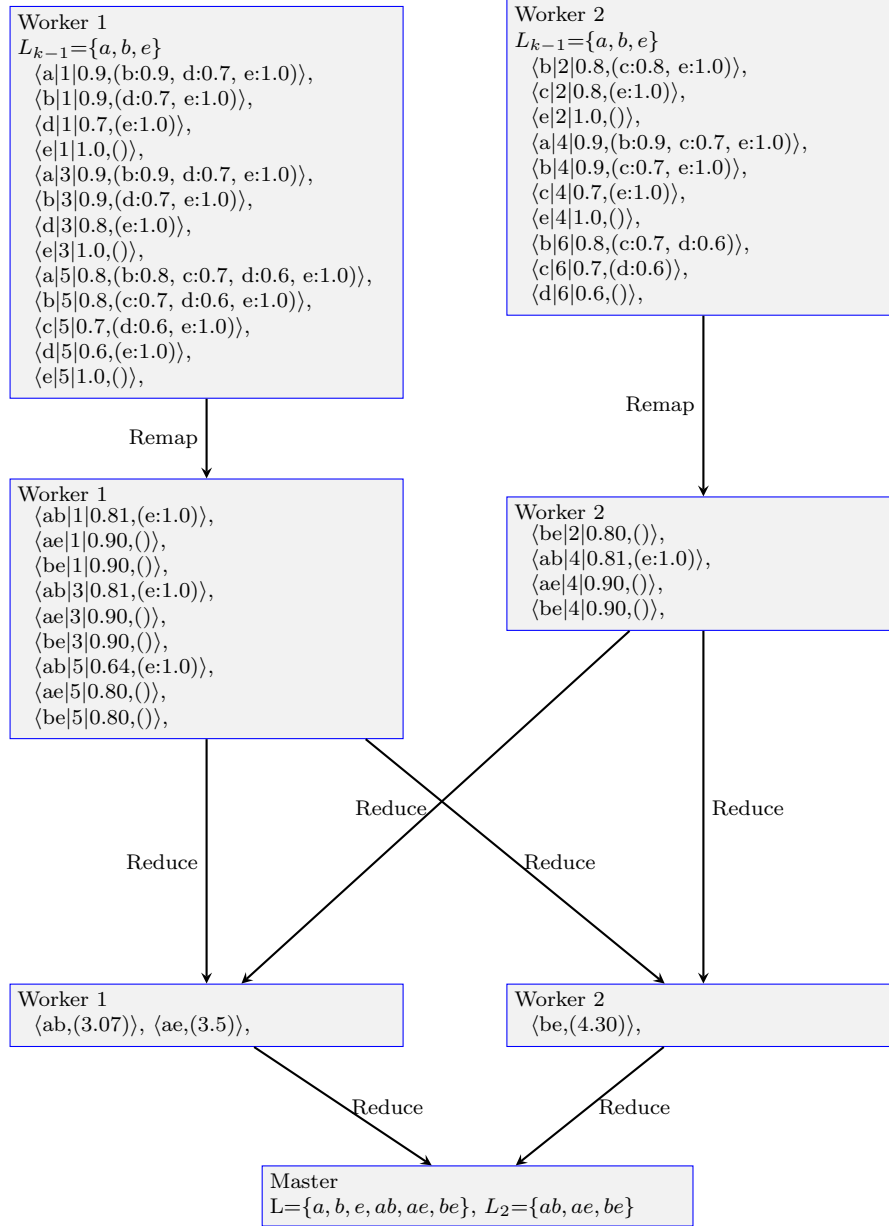 Worker 1
L_{k−1}={a, b, e}
⟨a|1|0.9,(b:0.9, d:0.7, e:1.0)⟩,
⟨b|1|0.9,(d:0.7, e:1.0)⟩,
⟨d|1|0.7,(e:1.0)⟩,
⟨e|1|1.0,()⟩,
⟨a|3|0.9,(b:0.9, d:0.7, e:1.0)⟩,
⟨b|3|0.9,(d:0.7, e:1.0)⟩,
⟨d|3|0.8,(e:1.0)⟩,
⟨e|3|1.0,()⟩,
⟨a|5|0.8,(b:0.8, c:0.7, d:0.6, e:1.0)⟩,
⟨b|5|0.8,(c:0.7, d:0.6, e:1.0)⟩,
⟨c|5|0.7,(d:0.6, e:1.0)⟩,
⟨d|5|0.6,(e:1.0)⟩,
⟨e|5|1.0,()⟩,
Worker 2
L_{k−1}={a, b, e}
⟨b|2|0.8,(c:0.8, e:1.0)⟩,
⟨c|2|0.8,(e:1.0)⟩,
⟨e|2|1.0,()⟩,
⟨a|4|0.9,(b:0.9, c:0.7, e:1.0)⟩,
⟨b|4|0.9,(c:0.7, e:1.0)⟩,
⟨c|4|0.7,(e:1.0)⟩,
⟨e|4|1.0,()⟩,
⟨b|6|0.8,(c:0.7, d:0.6)⟩,
⟨c|6|0.7,(d:0.6)⟩,
⟨d|6|0.6,()⟩,
Remap
Remap
Worker 1
⟨ab|1|0.81,(e:1.0)⟩,
⟨ae|1|0.90,()⟩,
⟨be|1|0.90,()⟩,
⟨ab|3|0.81,(e:1.0)⟩,
⟨ae|3|0.90,()⟩,
⟨be|3|0.90,()⟩,
⟨ab|5|0.64,(e:1.0)⟩,
⟨ae|5|0.80,()⟩,
⟨be|5|0.80,()⟩,
Worker 2
⟨be|2|0.80,()⟩,
⟨ab|4|0.81,(e:1.0)⟩,
⟨ae|4|0.90,()⟩,
⟨be|4|0.90,()⟩,
Reduce
Reduce
Reduce
Reduce
Worker 1
⟨ab,(3.07)⟩, ⟨ae,(3.5)⟩,
Worker 2
⟨be,(4.30)⟩,
Reduce
Reduce
Master
L={a, b, e, ab, ae, be}, L_2={ab, ae, be}